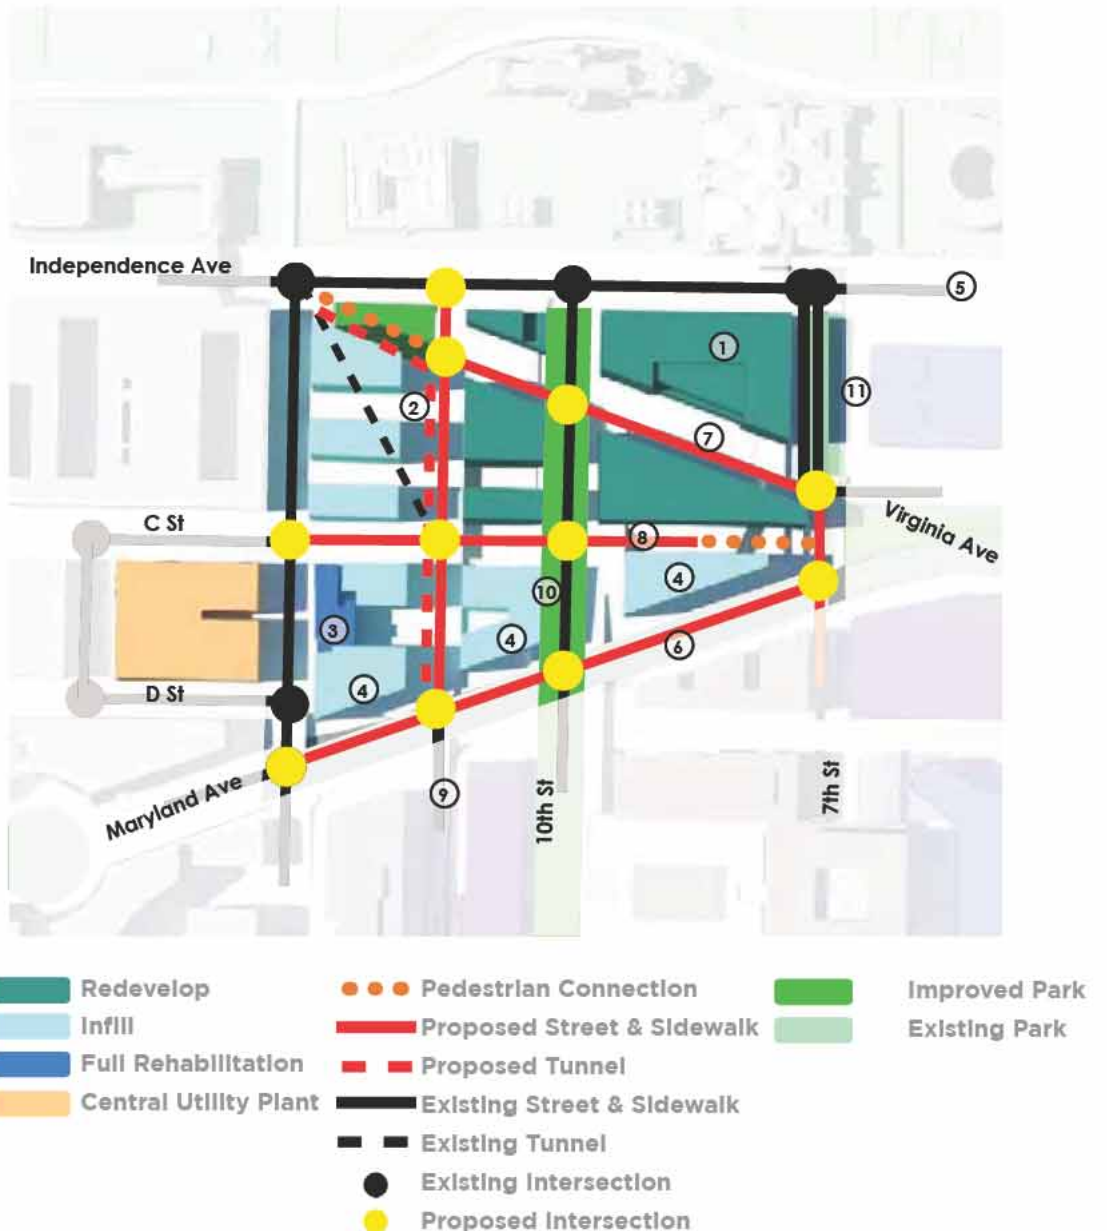 Independence Ave
5
1
11
2
7
C St
8
Virginia Ave
4
10
3
4
6
4
D St
Maryland Ave
9
10th St
7th St
Redevelop
Infill
Full Rehabilitation
Central Utility Plant
Pedestrian Connection
Proposed Street & Sidewalk
Proposed Tunnel
Existing Street & Sidewalk
Existing Tunnel
Existing Intersection
Proposed Intersection
Improved Park
Existing Park